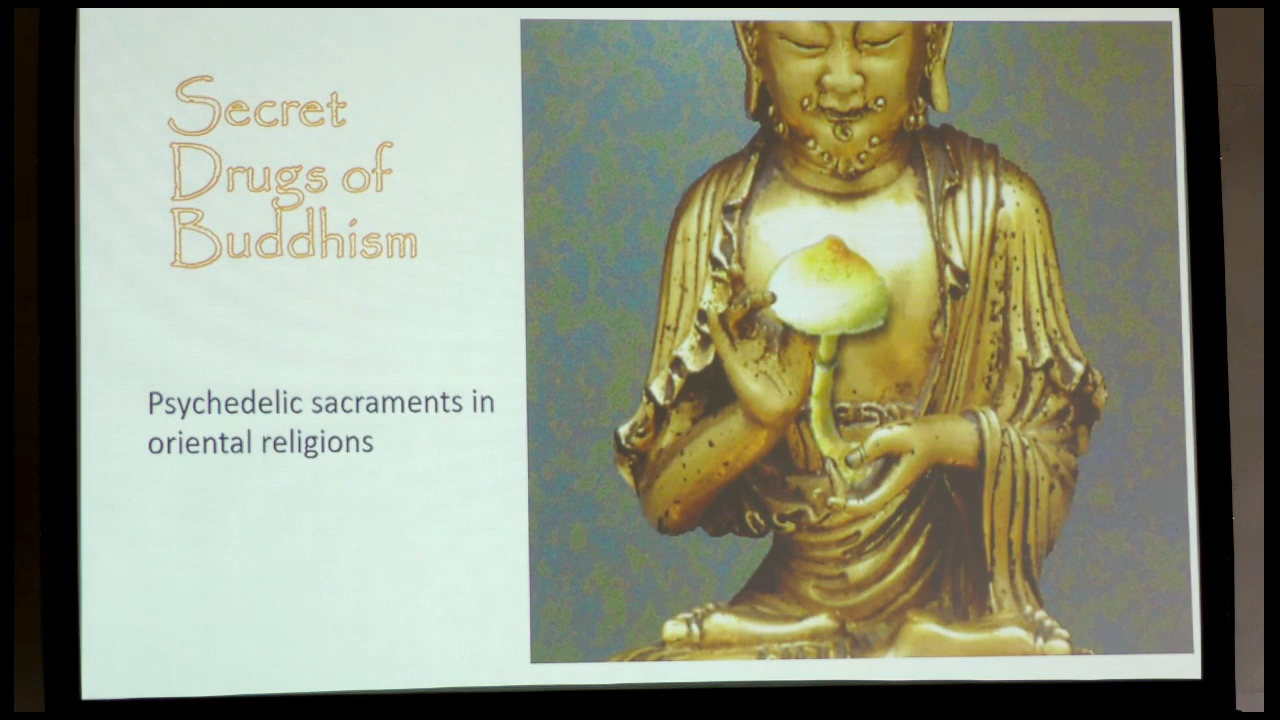 Secret
Drugs of
Buddhism
Psychedelic sacraments in
oriental religions